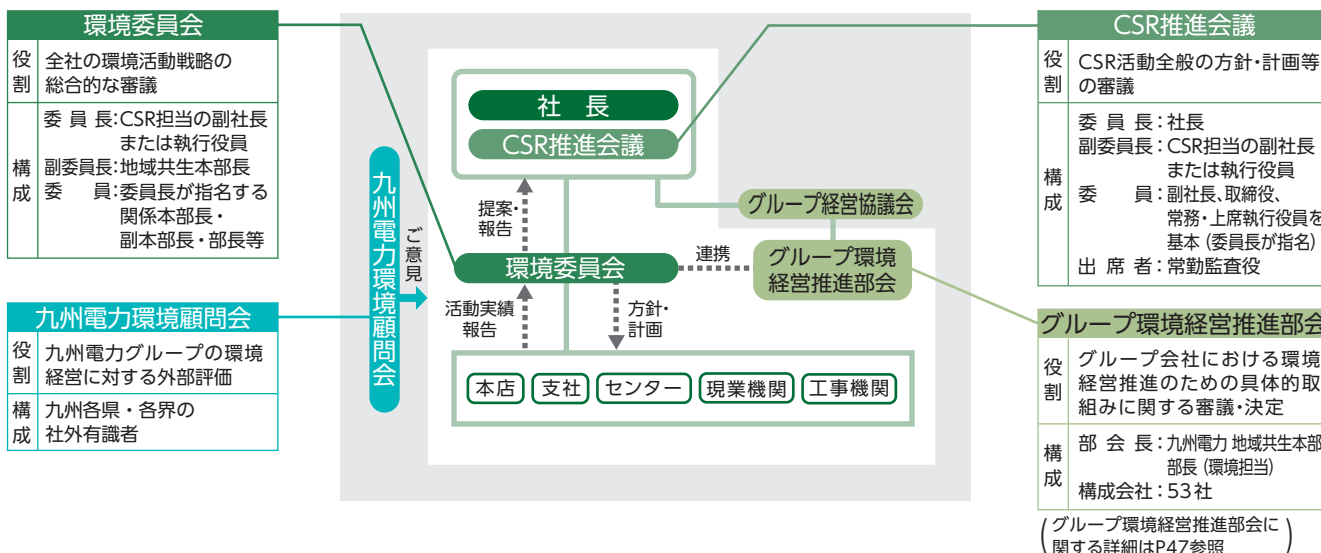 環境委員会
役割
全社の環境活動戦略の
総合的な審議
構成
委員長:CSR担当の副社長
または執行役員
副委員長:地域共生本部長
委員:委員長が指名する
関係本部長・
副本部長・部長等
九州電力環境顧問会
役割
九州電力グループの環境
経営に対する外部評価
構成
九州各県・各界の
社外有識者
九州電力環境顧問会
ご意見
社長
CSR推進会議
提案・
報告
グループ経営協議会
環境委員会
連携
グループ環境
経営推進部会
活動実績
報告
方針・
計画
本店
支社
センター
現業機関
工事機関
CSR推進会議
役割
CSR活動全般の方針・計画等
の審議
構成
委員長:社長
副委員長:CSR担当の副社長
または執行役員
委員:副社長、取締役、
常務・上席執行役員を
基本(委員長が指名)
出席者:常勤監査役
グループ環境経営推進部会
役割
グループ会社における環境
経営推進のための具体的取
組みに関する審議・決定
構成
部会長:九州電力 地域共生本部
部長(環境担当)
構成会社:53社
(グループ環境経営推進部会に
関する詳細はP47参照)